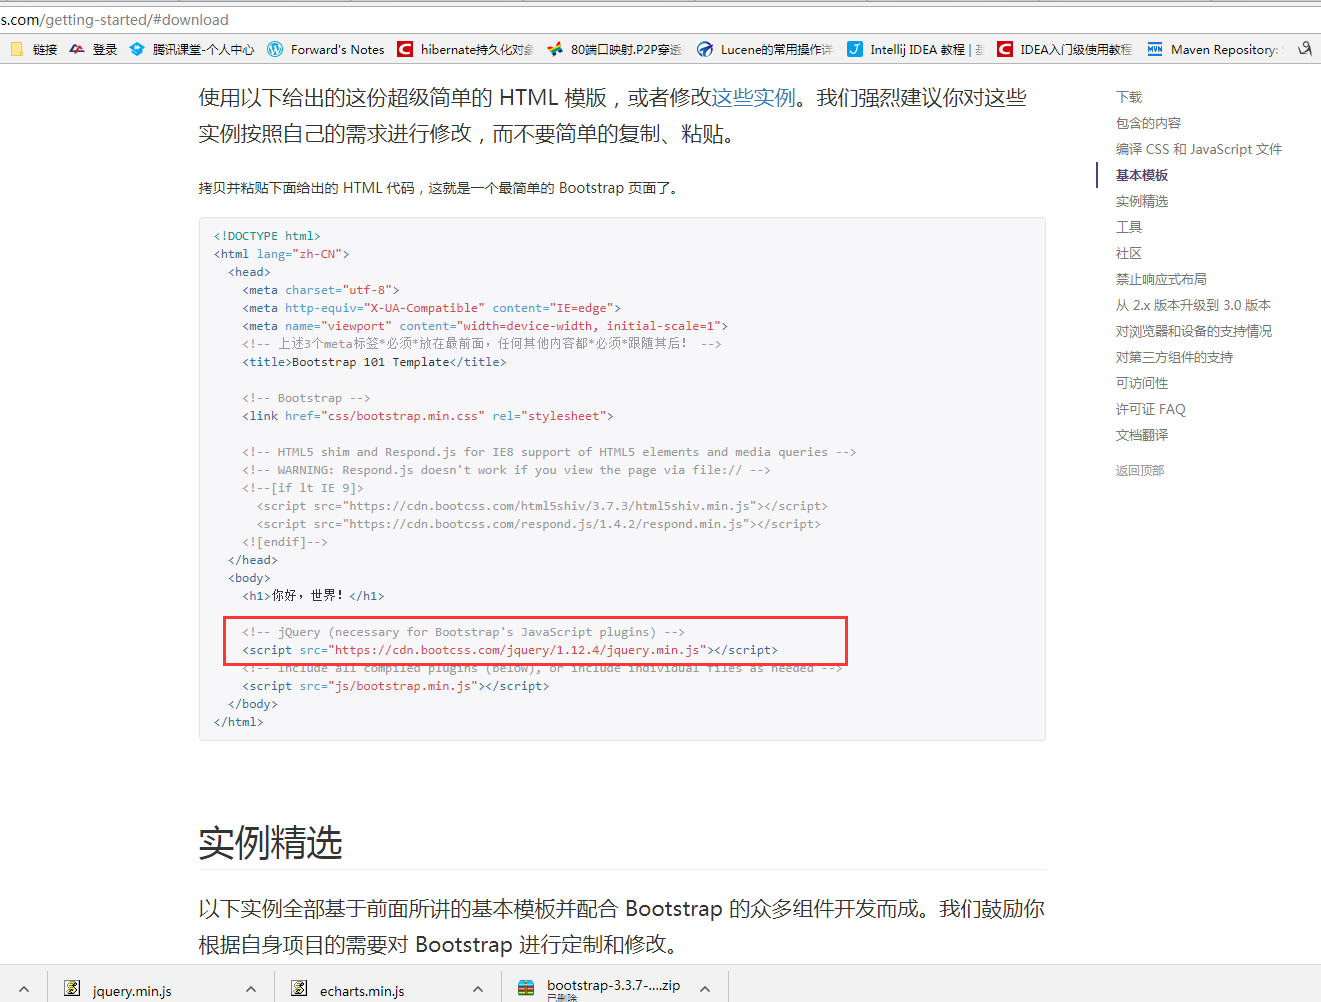 s.com/getting-started/#download
链接 登录 腾讯课堂-个人中心 Forward's Notes hibernate持久化对象 80端口映射.P2P穿透 Lucene的常用操作详 Intellij IDEA 教程 | IDEA入门级使用教程 Maven Repository:
使用以下给出的这份超级简单的 HTML 模版，或者修改这些实例。我们强烈建议你对这些
实例按照自己的需求进行修改，而不要简单的复制、粘贴。
拷贝并粘贴下面给出的 HTML 代码，这就是一个最简单的 Bootstrap 页面了。
<!DOCTYPE html>
<html lang="zh-CN">
<head>
<meta charset="utf-8">
<meta http-equiv="X-UA-Compatible" content="IE=edge">
<meta name="viewport" content="width=device-width, initial-scale=1">
<!-- 上述3个meta标签*必须*放在最前面，任何其他内容都*必须*跟随其后！ -->
<title>Bootstrap 101 Template</title>
<!-- Bootstrap -->
<link href="css/bootstrap.min.css" rel="stylesheet">
<!-- HTML5 shim and Respond.js for IE8 support of HTML5 elements and media queries -->
<!-- WARNING: Respond.js doesn't work if you view the page via file:// -->
<!--[if lt IE 9]>
<script src="https://cdn.bootcss.com/html5shiv/3.7.3/html5shiv.min.js"></script>
<script src="https://cdn.bootcss.com/respond.js/1.4.2/respond.min.js"></script>
<![endif]-->
</head>
<body>
<h1>你好，世界！</h1>
<!-- jQuery (necessary for Bootstrap's JavaScript plugins) -->
<script src="https://cdn.bootcss.com/jquery/1.12.4/jquery.min.js"></script>
<!-- Include all compiled plugins (below), or include individual files as needed -->
<script src="js/bootstrap.min.js"></script>
</body>
</html>
实例精选
以下实例全部基于前面所讲的基本模板并配合 Bootstrap 的众多组件开发而成。我们鼓励你
根据自身项目的需要对 Bootstrap 进行定制和修改。
下载
包含的内容
编译 CSS 和 JavaScript 文件
基本模板
实例精选
工具
社区
禁止响应式布局
从 2.x 版本升级到 3.0 版本
对浏览器和设备的支持情况
对第三方组件的支持
可访问性
许可证 FAQ
文档翻译
返回顶部
jquery.min.js echarts.min.js bootstrap-3.3.7-....zip
已删除